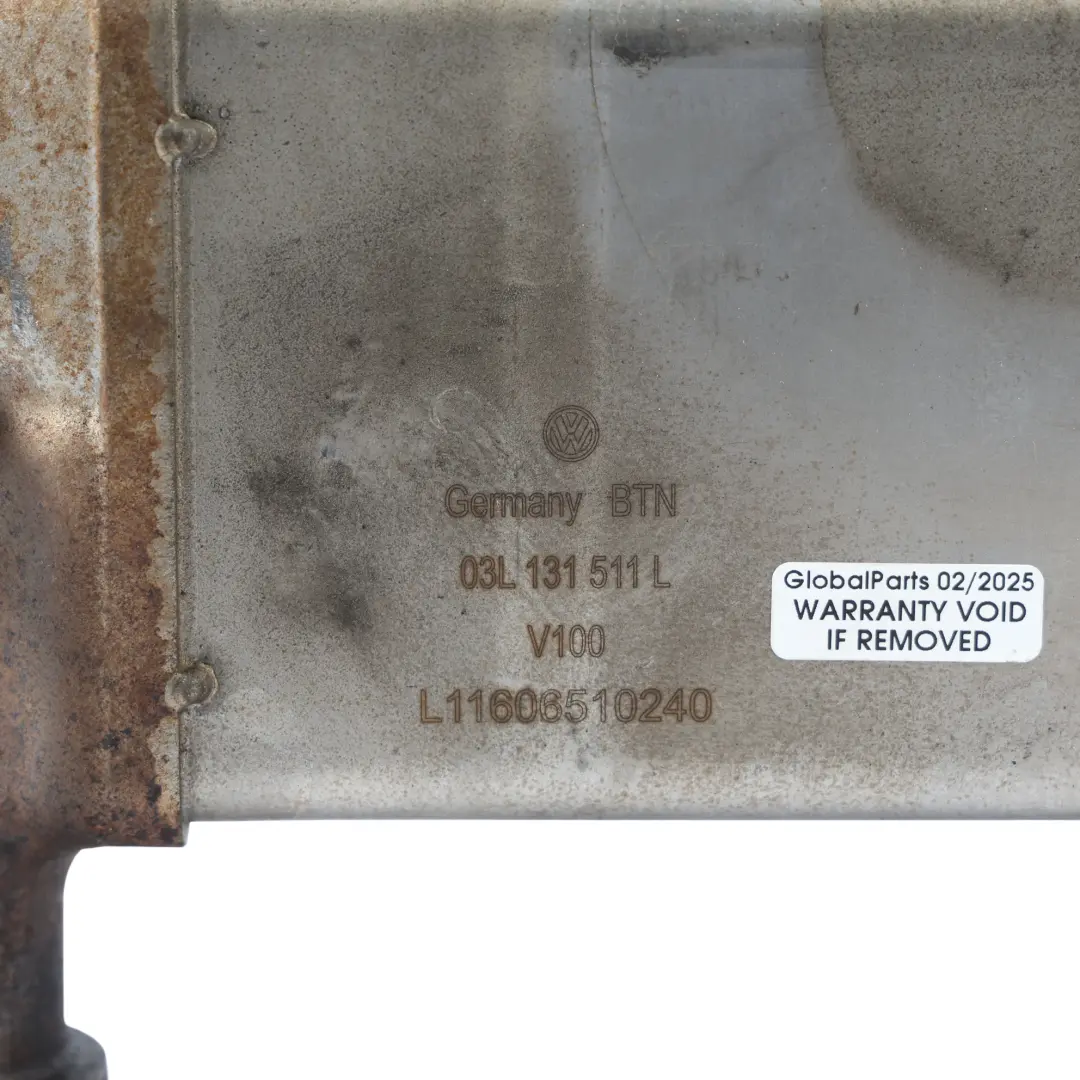 Germany BTN
03L 131 511 L
V100
L11606510240
GlobalParts 02/2025
WARRANTY VOID
IF REMOVED